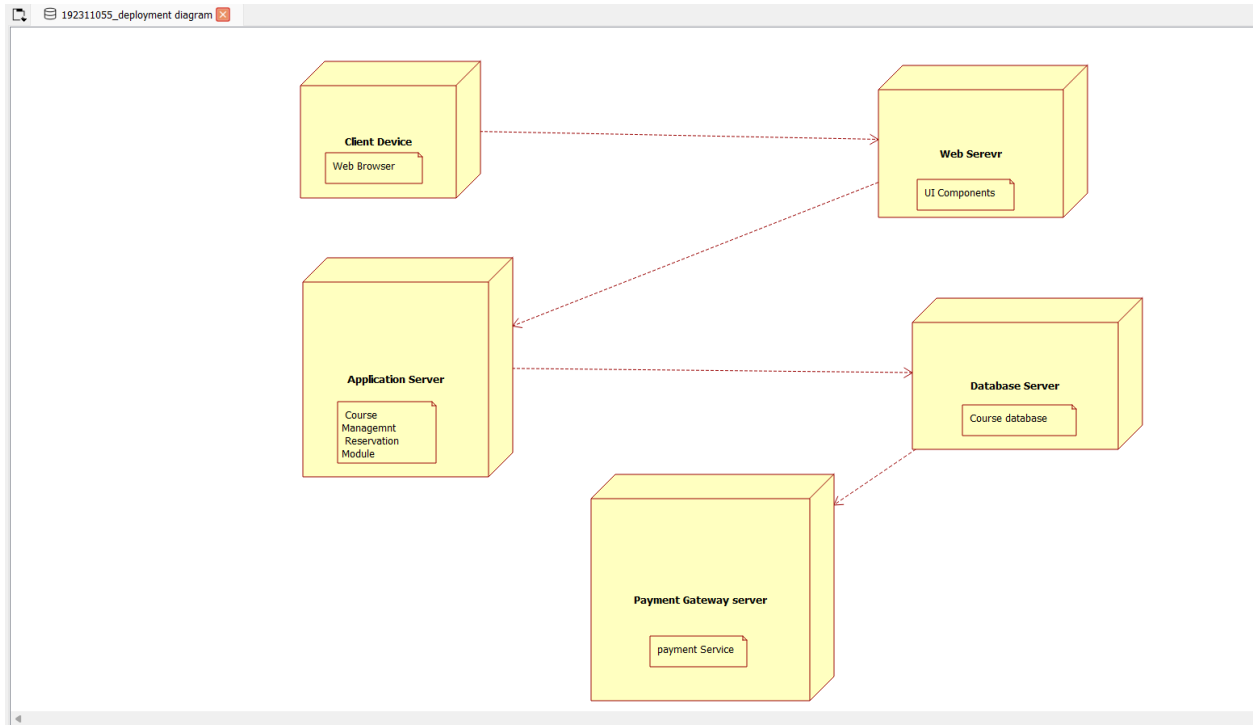 192311055_deployment diagram
Client Device
Web Browser
Web Serevr
UI Components
Application Server
Course
Managemnt
Reservation
Module
Database Server
Course database
Payment Gateway server
payment Service